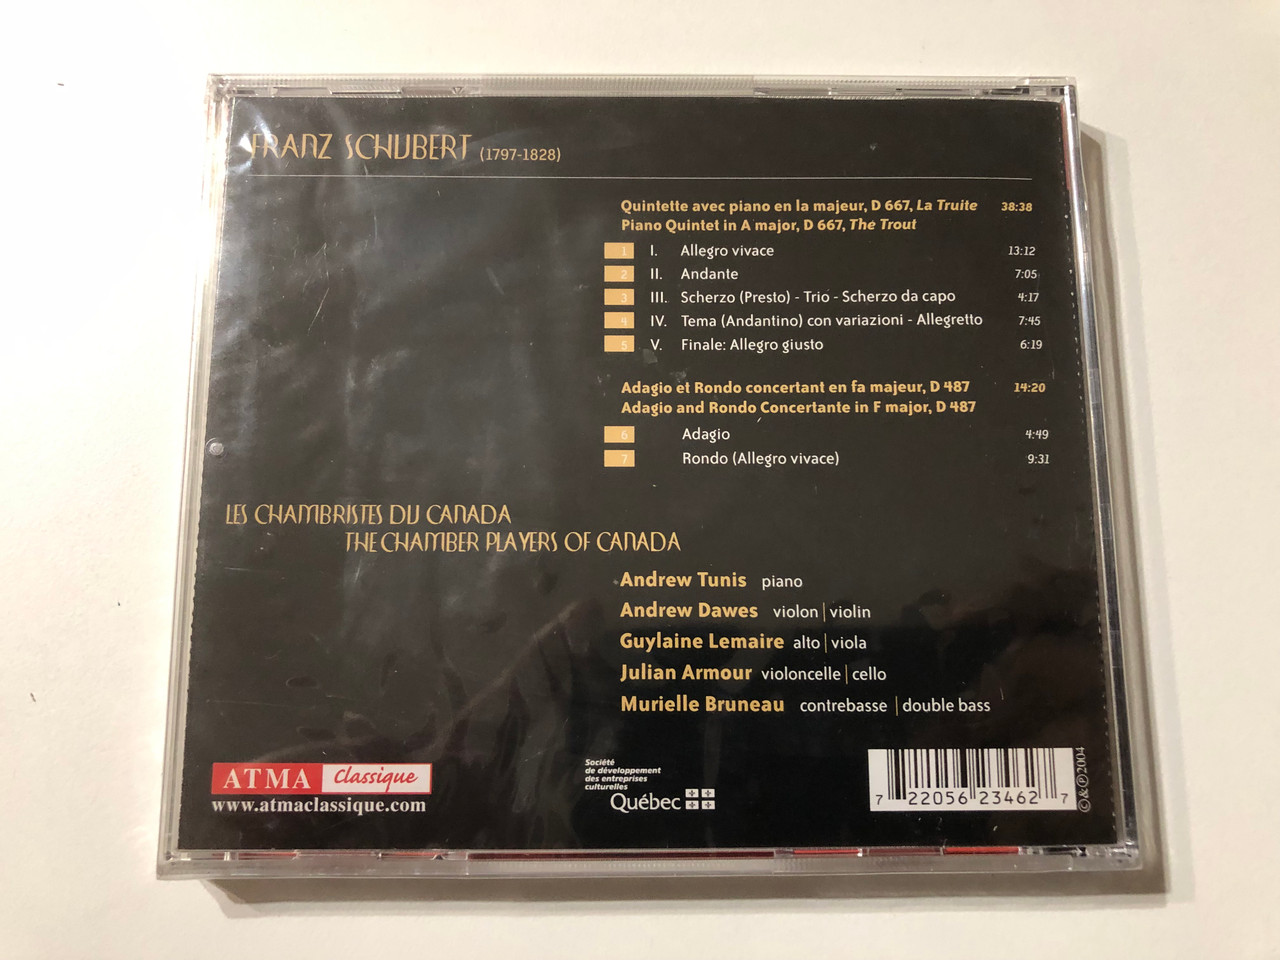 FRANZ SCHUBERT (1797-1828)
Quintette avec piano en la majeur, D 667, La Truite 38:38
Piano Quintet in A major, D 667, The Trout
1 I. Allegro vivace 13:12
2 II. Andante 7:05
3 III. Scherzo (Presto) - Trio - Scherzo da capo 4:17
4 IV. Tema (Andantino) con variazioni - Allegretto 7:45
5 V. Finale: Allegro giusto 6:19
Adagio et Rondo concertant en fa majeur, D 487 14:20
Adagio and Rondo Concertante in F major, D 487
6 Adagio 4:49
7 Rondo (Allegro vivace) 9:31
LES CHAMBRISTES DU CANADA
THE CHAMBER PLAYERS OF CANADA
Andrew Tunis piano
Andrew Dawes violon | violin
Guylaine Lemaire alto | viola
Julian Armour violoncelle | cello
Murielle Bruneau contrebasse | double bass
ATMA Classique
www.atmaclassique.com
Société
de développement
des entreprises
culturelles
Québec
7 22056 23462 7
© & ℗ 2004